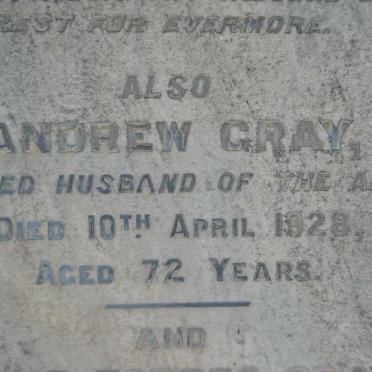 REST FOR EVERMORE.
ALSO
ANDREW GRAY,
HUSBAND OF THE
DIED 10TH APRIL 1928,
AGED 72 YEARS.
AND